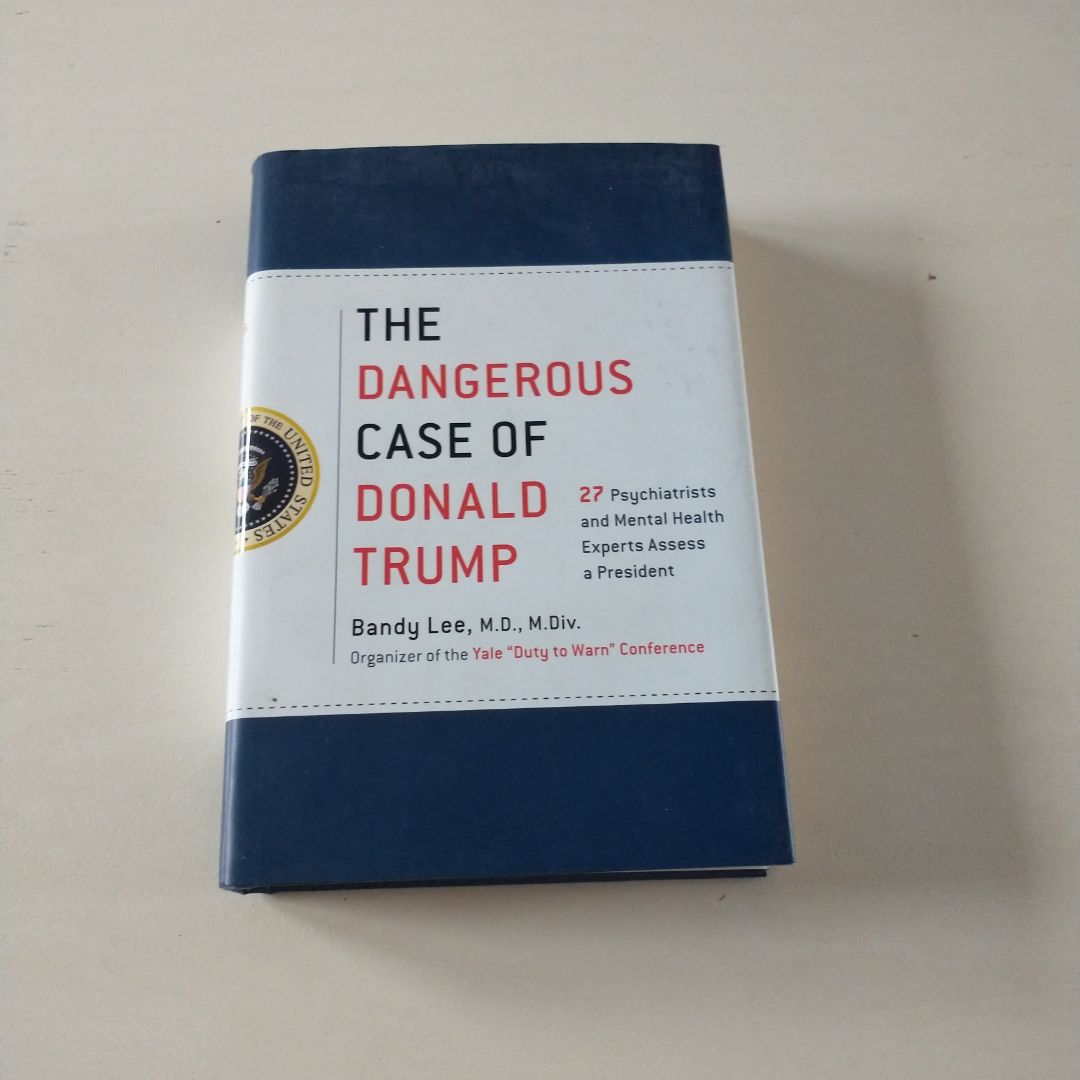 THE
DANGEROUS
CASE OF
DONALD
TRUMP
27 Psychiatrists
and Mental Health
Experts Assess
a President
Bandy Lee, M.D., M.Div.
Organizer of the Yale “Duty to Warn” Conference
OF THE UNITED STATES